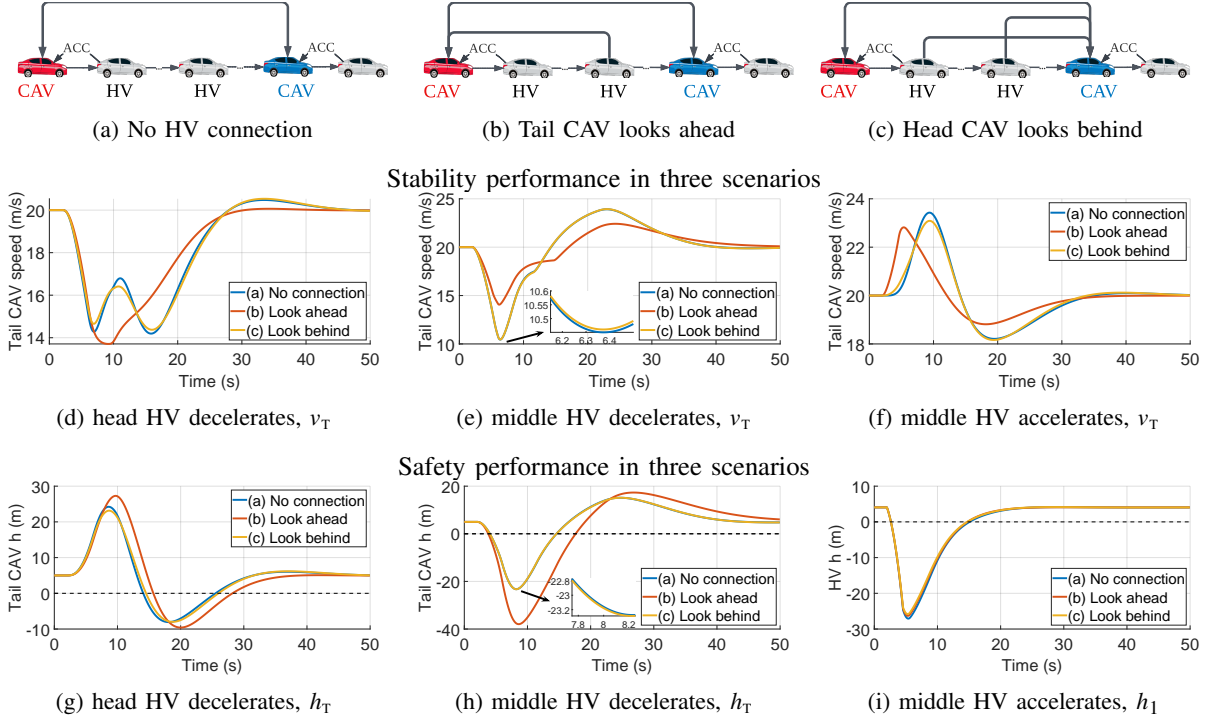 ACC ACC
CAV HV HV CAV
(a) No HV connection
ACC ACC
CAV HV HV CAV
(b) Tail CAV looks ahead
ACC ACC
CAV HV HV CAV
(c) Head CAV looks behind
Stability performance in three scenarios
Tail CAV speed (m/s)
20
18
16
14
(a) No connection
(b) Look ahead
(c) Look behind
0 10 20 30 40 50
Time (s)
(d) head HV decelerates, vT
Tail CAV speed (m/s)
25
20
15
10
10.6
10.55
10.5
6.2 6.3 6.4
(a) No connection
(b) Look ahead
(c) Look behind
0 10 20 30 40 50
Time (s)
(e) middle HV decelerates, vT
Tail CAV speed (m/s)
24
22
20
18
(a) No connection
(b) Look ahead
(c) Look behind
0 10 20 30 40 50
Time (s)
(f) middle HV accelerates, vT
Safety performance in three scenarios
Tail CAV h (m)
30
20
10
0
-10
(a) No connection
(b) Look ahead
(c) Look behind
0 10 20 30 40 50
Time (s)
(g) head HV decelerates, hT
Tail CAV h (m)
20
0
-20
-40
-22.8
-23
-23.2
7.8 8 8.2
(a) No connection
(b) Look ahead
(c) Look behind
0 10 20 30 40 50
Time (s)
(h) middle HV decelerates, hT
HV h (m)
10
0
-10
-20
-30
(a) No connection
(b) Look ahead
(c) Look behind
0 10 20 30 40 50
Time (s)
(i) middle HV accelerates, h1